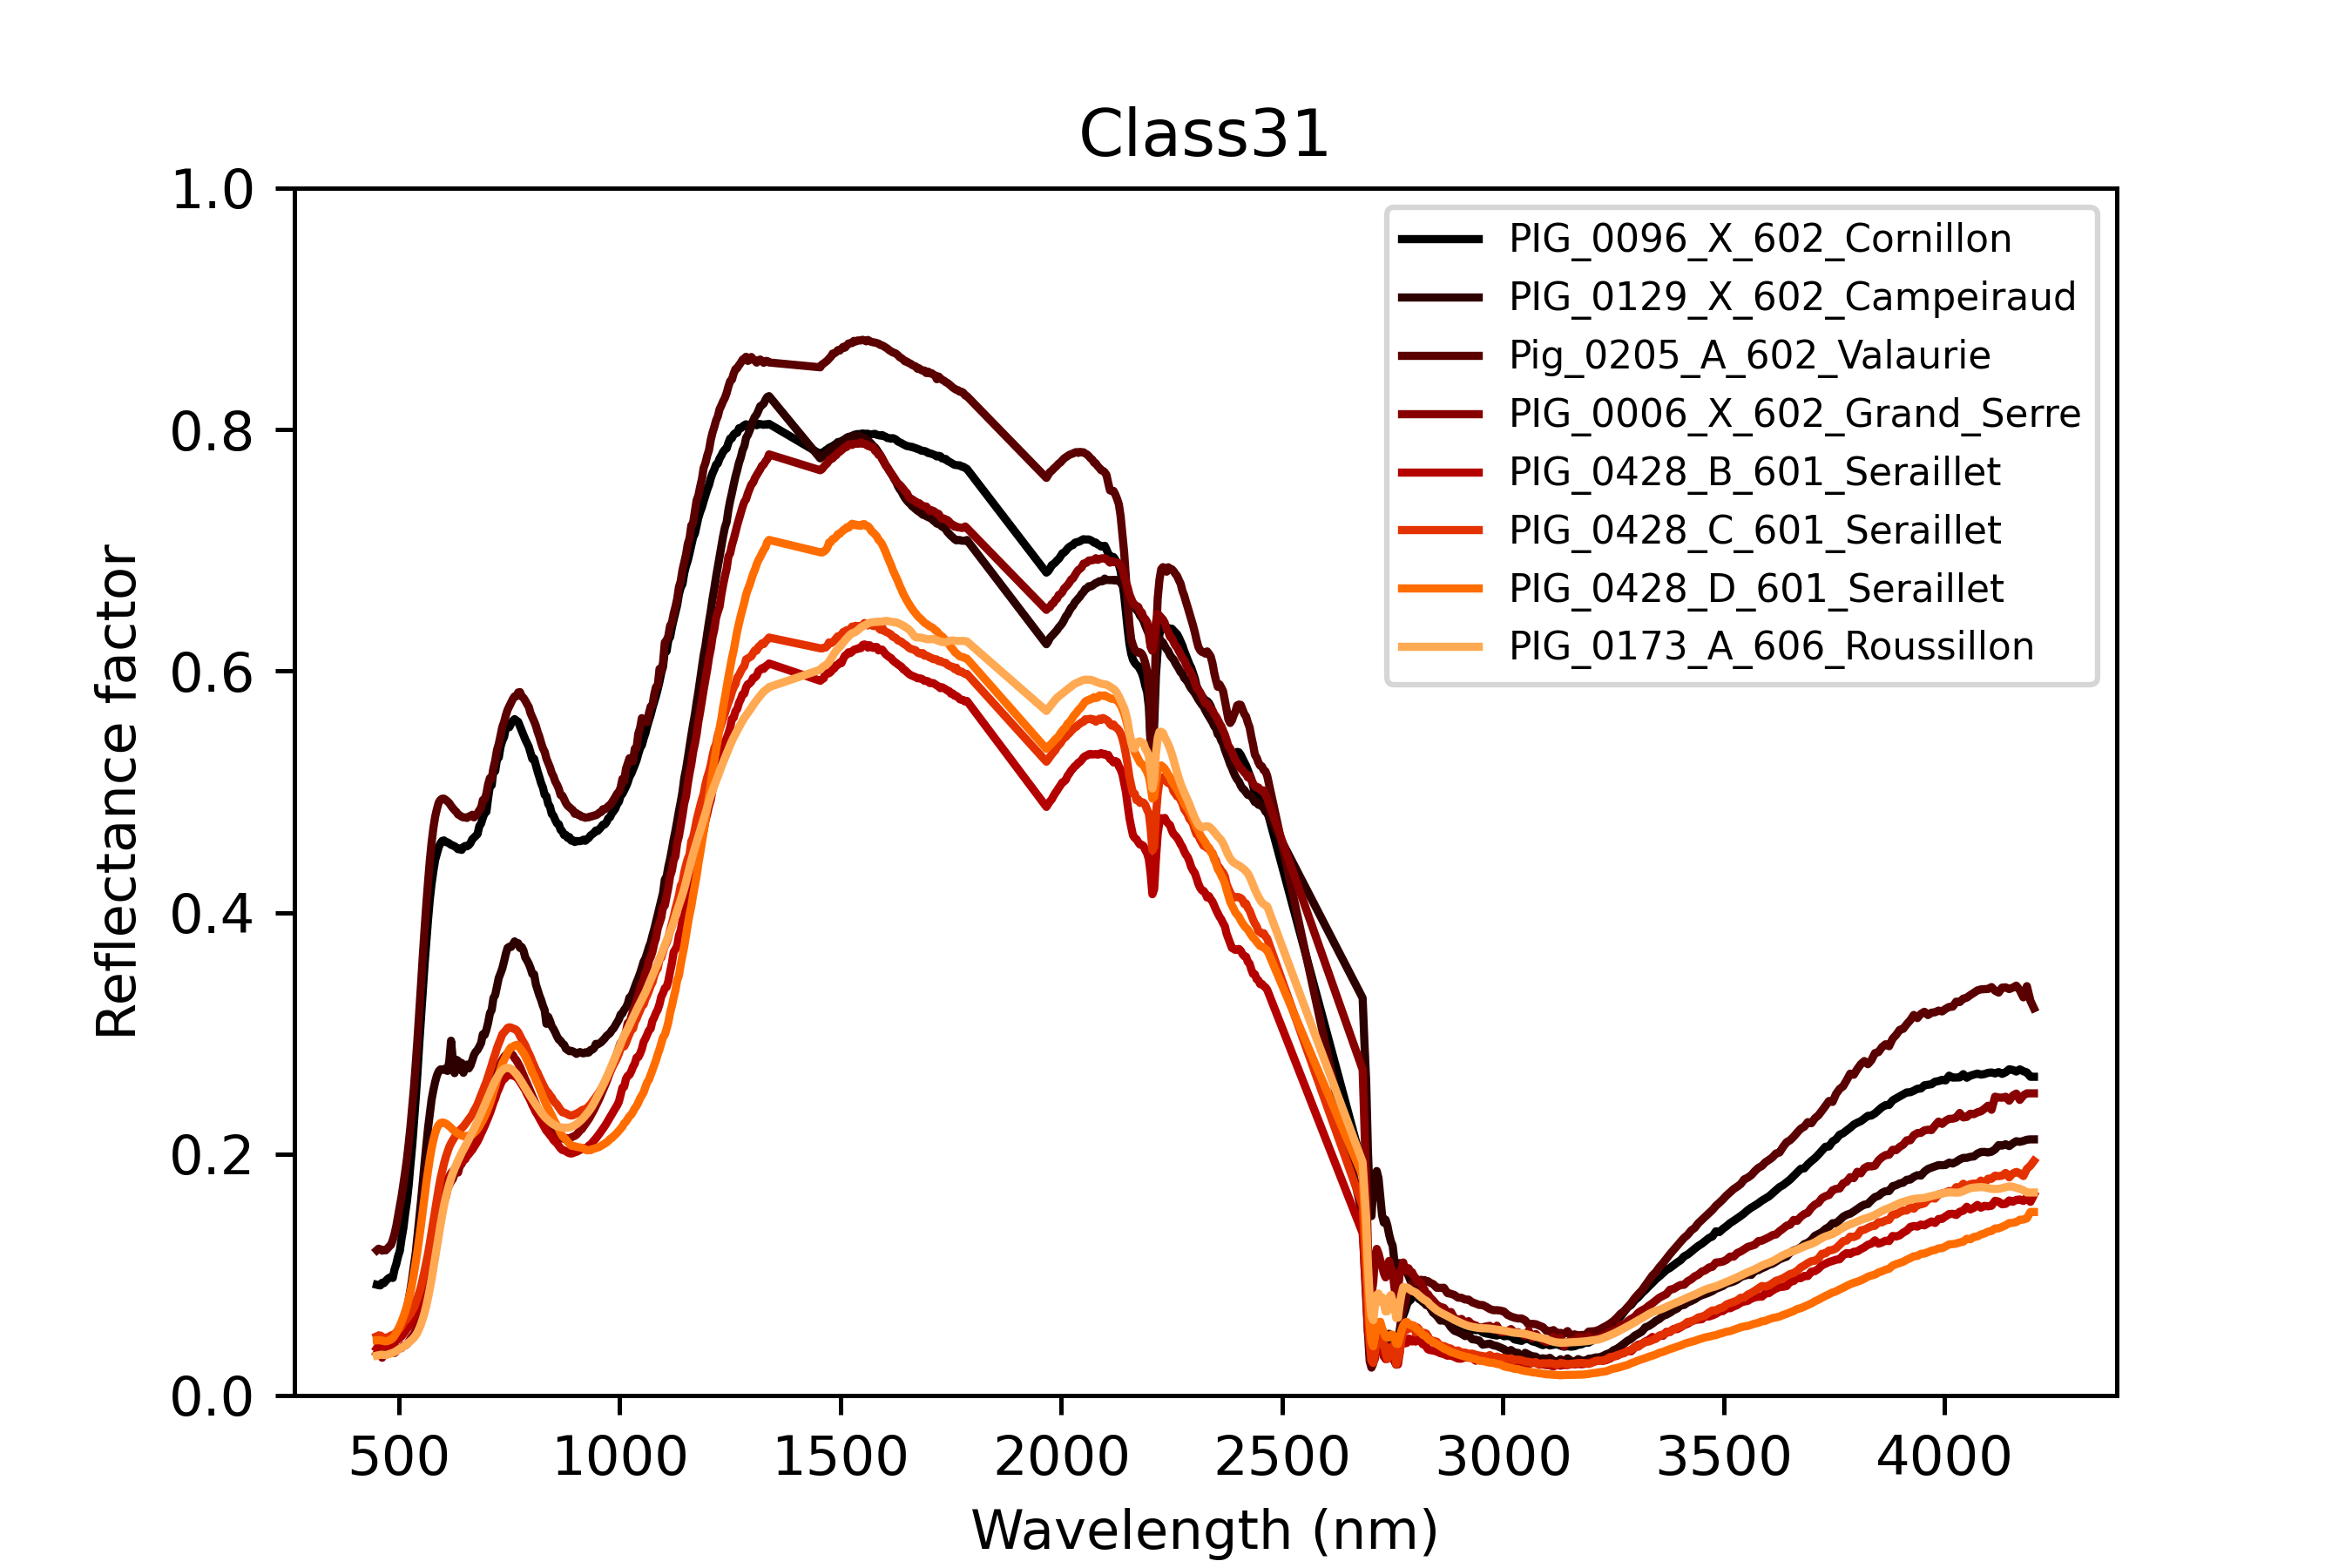 Class31
1.0
0.8
0.6
0.4
0.2
0.0
Reflectance factor
PIG_0096_X_602_Cornillon
PIG_0129_X_602_Campeiraud
Pig_0205_A_602_Valaurie
PIG_0006_X_602_Grand_Serre
PIG_0428_B_601_Seraillet
PIG_0428_C_601_Seraillet
PIG_0428_D_601_Seraillet
PIG_0173_A_606_Roussillon
500 1000 1500 2000 2500 3000 3500 4000
Wavelength (nm)